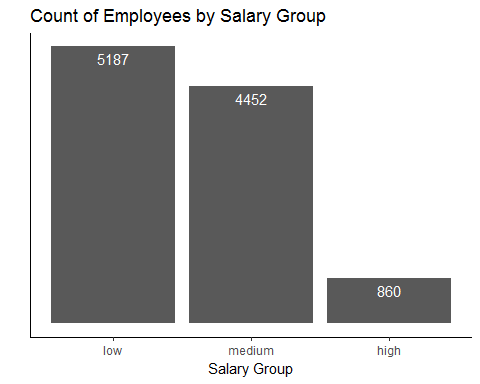 Count of Employees by Salary Group
5187
4452
860
low medium high
Salary Group